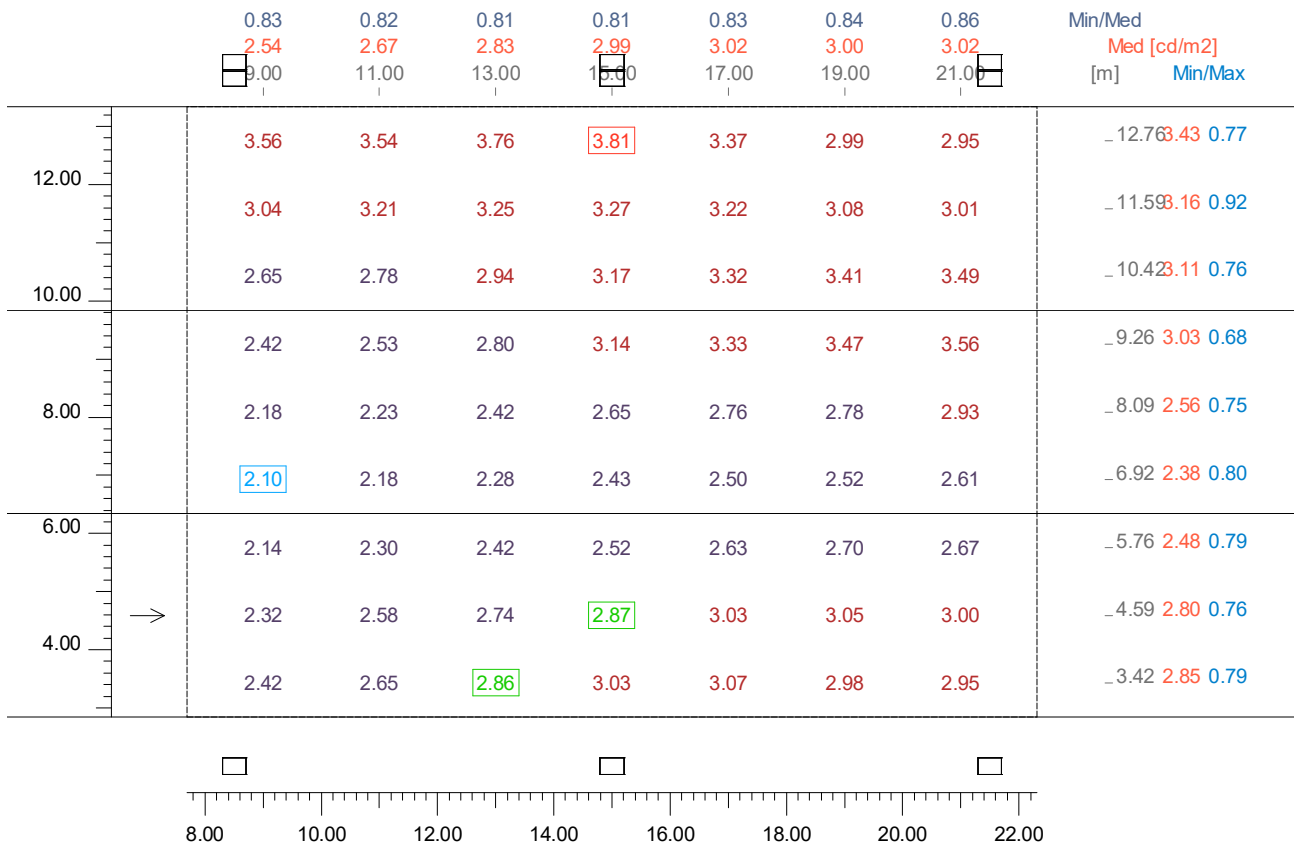 0.83 0.82 0.81 0.81 0.83 0.84 0.86 Min/Med
2.54 2.67 2.83 2.99 3.02 3.00 3.02 Med [cd/m2]
9.00 11.00 13.00 15.00 17.00 19.00 21.00 [m] Min/Max
3.56 3.54 3.76 3.81 3.37 2.99 2.95 12.76 3.43 0.77
12.00
3.04 3.21 3.25 3.27 3.22 3.08 3.01 11.59 3.16 0.92
2.65 2.78 2.94 3.17 3.32 3.41 3.49 10.42 3.11 0.76
10.00
2.42 2.53 2.80 3.14 3.33 3.47 3.56 9.26 3.03 0.68
8.00 2.18 2.23 2.42 2.65 2.76 2.78 2.93 8.09 2.56 0.75
2.10 2.18 2.28 2.43 2.50 2.52 2.61 6.92 2.38 0.80
6.00
2.14 2.30 2.42 2.52 2.63 2.70 2.67 5.76 2.48 0.79
2.32 2.58 2.74 2.87 3.03 3.05 3.00 4.59 2.80 0.76
4.00
2.42 2.65 2.86 3.03 3.07 2.98 2.95 3.42 2.85 0.79
8.00 10.00 12.00 14.00 16.00 18.00 20.00 22.00